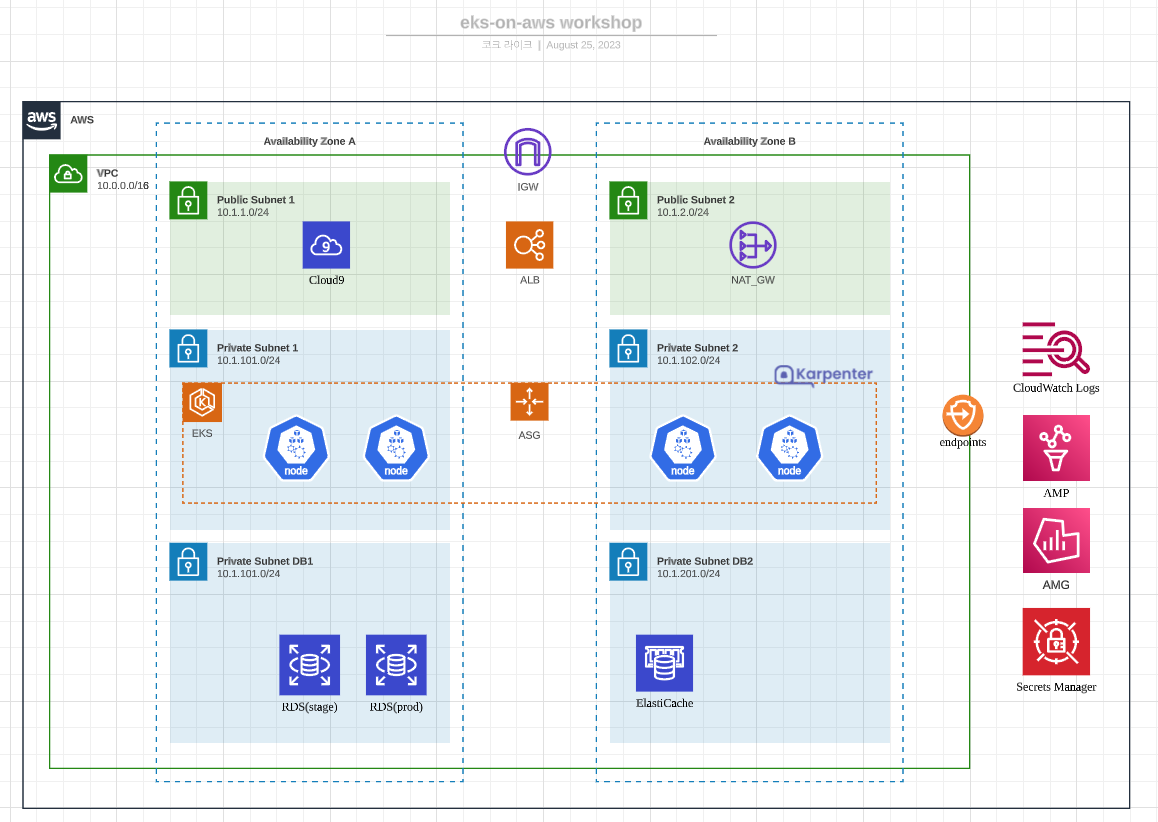 eks-on-aws workshop
코크 라이크 | August 25, 2023
aws
AWS
Availability Zone A
Availability Zone B
VPC
10.0.0.0/16
IGW
Public Subnet 1
10.1.1.0/24
Public Subnet 2
10.1.2.0/24
9
Cloud9
ALB
NAT_GW
Private Subnet 1
10.1.101.0/24
Private Subnet 2
10.1.102.0/24
Karpenter
K
EKS
ASG
node
node
node
node
endpoints
CloudWatch Logs
AMP
AMG
Secrets Manager
Private Subnet DB1
10.1.101.0/24
Private Subnet DB2
10.1.201.0/24
RDS(stage)
RDS(prod)
ElastiCache